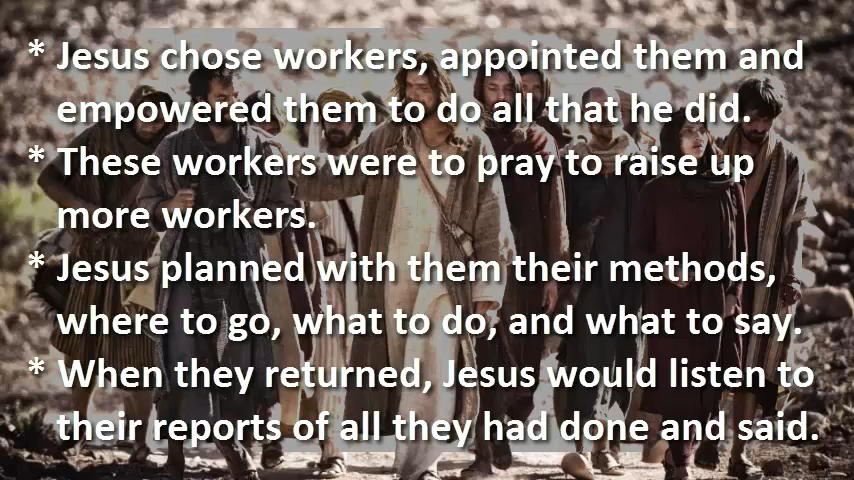 * Jesus chose workers, appointed them and
empowered them to do all that he did.
* These workers were to pray to raise up
more workers.
* Jesus planned with them their methods,
where to go, what to do, and what to say.
* When they returned, Jesus would listen to
their reports of all they had done and said.